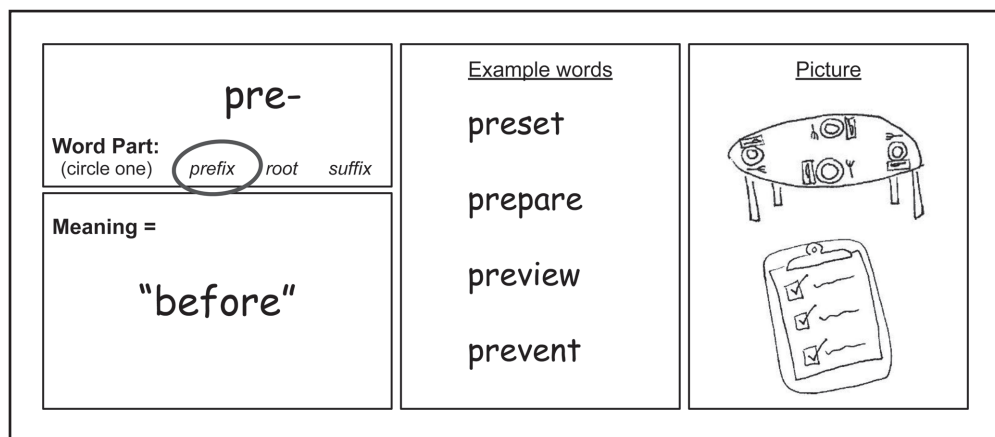 pre-
Word Part:
(circle one) prefix root suffix
Meaning =
“before”
Example words
preset
prepare
preview
prevent
Picture